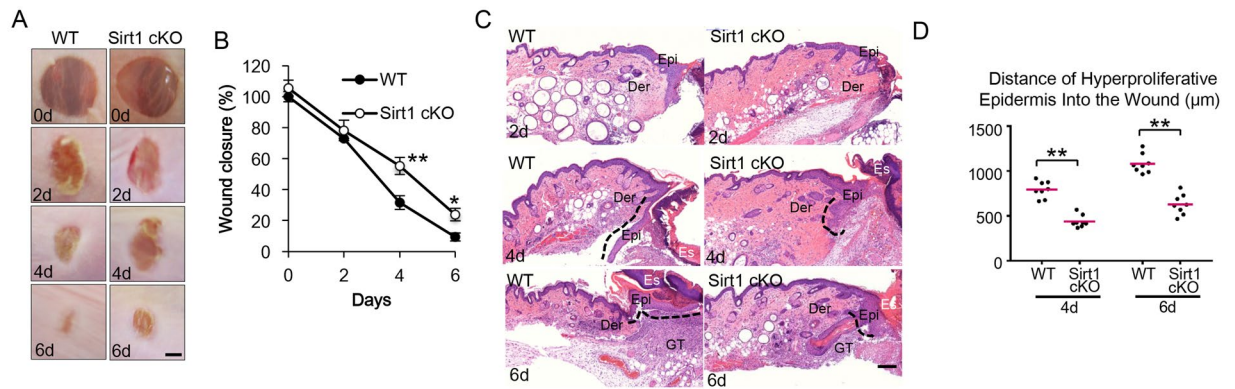 A
WT
Sirt1 cKO
0d
0d
2d
2d
4d
4d
6d
6d
B
120
100
80
60
40
20
0
Wound closure (%)
WT
Sirt1 cKO
**
*
0
2
4
6
Days
C
WT
Epi
Der
2d
Sirt1 cKO
Epi
Der
2d
WT
Der
Epi
Es
4d
Sirt1 cKO
Es
Epi
Der
4d
WT
Es
Epi
Der
GT
6d
Sirt1 cKO
Es
Der
Epi
GT
6d
D
Distance of Hyperproliferative
Epidermis Into the Wound (µm)
1500
1000
500
0
**
**
WT
Sirt1
cKO
WT
Sirt1
cKO
4d
6d